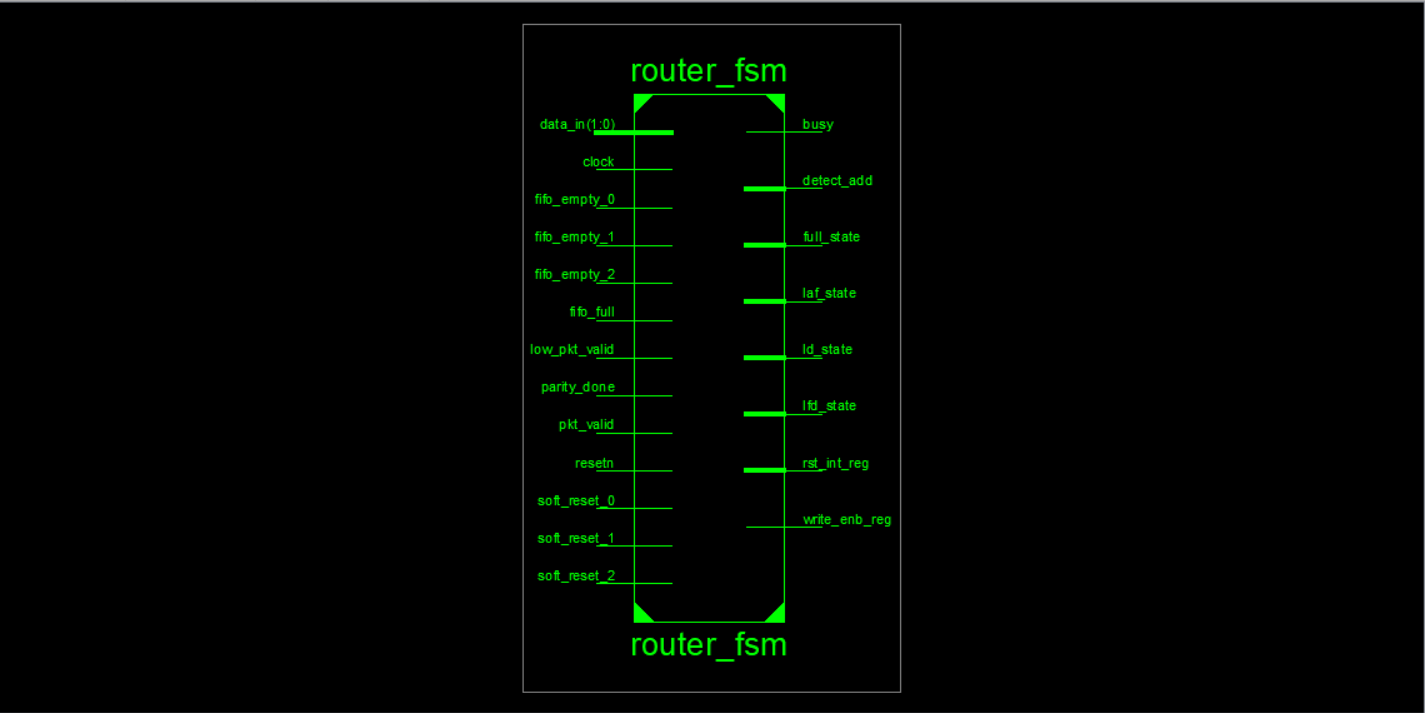 router_fsm
data_in(1:0)
clock
fifo_empty_0
fifo_empty_1
fifo_empty_2
fifo_full
low_pkt_valid
parity_done
pkt_valid
resetn
soft_reset_0
soft_reset_1
soft_reset_2
busy
detect_add
full_state
laf_state
ld_state
lfd_state
rst_int_reg
write_enb_reg
router_fsm